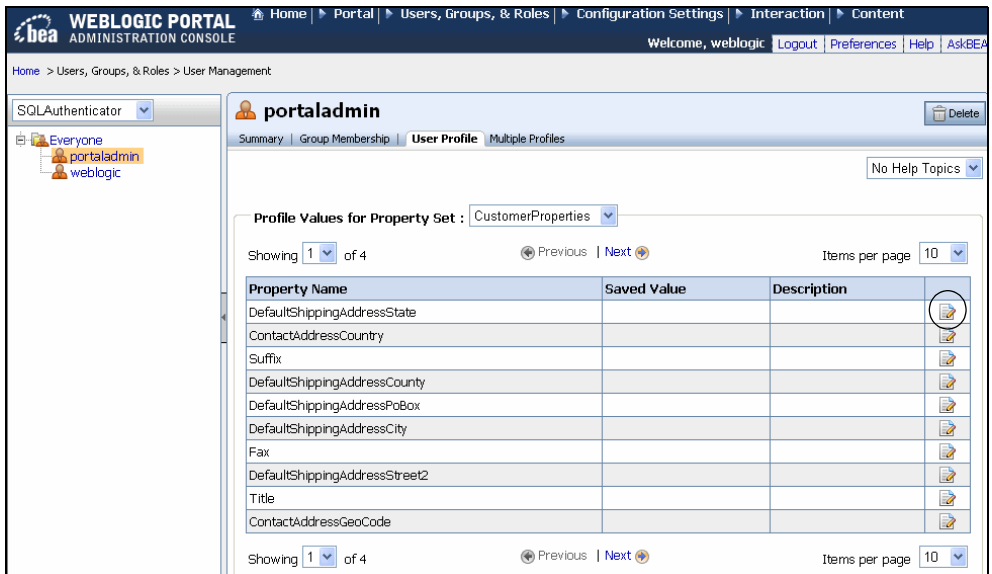 bea WEBLOGIC PORTAL
ADMINISTRATION CONSOLE
Home | Portal | Users, Groups, & Roles | Configuration Settings | Interaction | Content
Welcome, weblogic Logout | Preferences | Help | AskBEA
Home > Users, Groups, & Roles > User Management
SQLAuthenticator
Everyone
portaladmin
weblogic
portaladmin
Delete
Summary | Group Membership | User Profile Multiple Profiles
No Help Topics
Profile Values for Property Set : CustomerProperties
Showing 1 of 4 Previous | Next Items per page 10
Property Name Saved Value Description
DefaultShippingAddressState
ContactAddressCountry
Suffix
DefaultShippingAddressCounty
DefaultShippingAddressPoBox
DefaultShippingAddressCity
Fax
DefaultShippingAddressStreet2
Title
ContactAddressGeoCode
Showing 1 of 4 Previous | Next Items per page 10